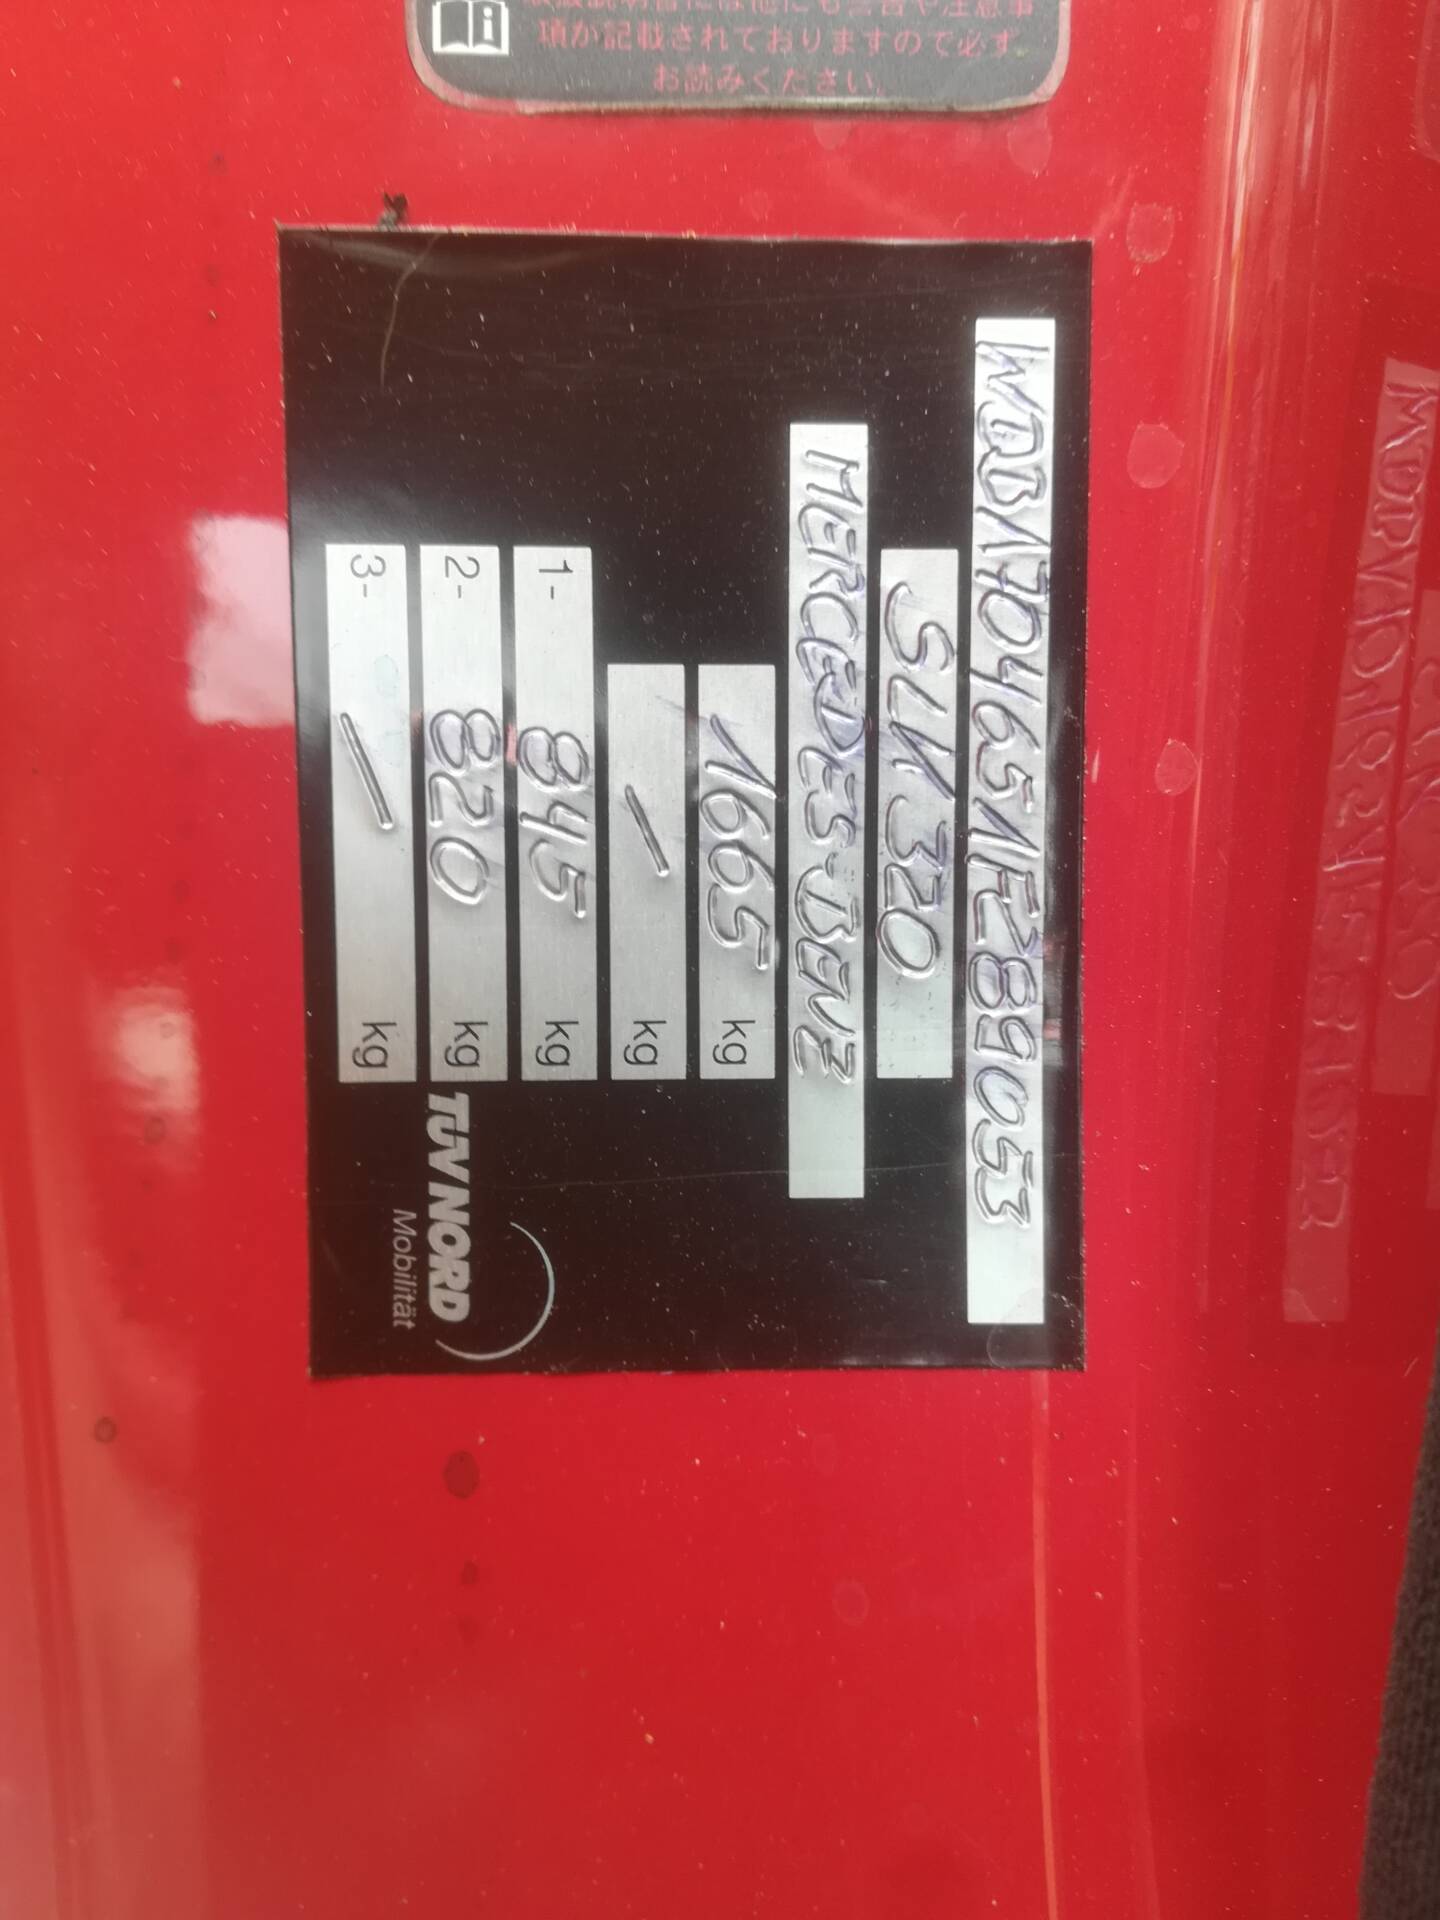 項が記載されておりますので必ず
お読みください。
WDB1704651F289053
SLK 320
MERCEDES-BENZ
1665 kg
— kg
1- 845 kg
2- 820 kg
3- — kg
TÜV NORD
Mobilität